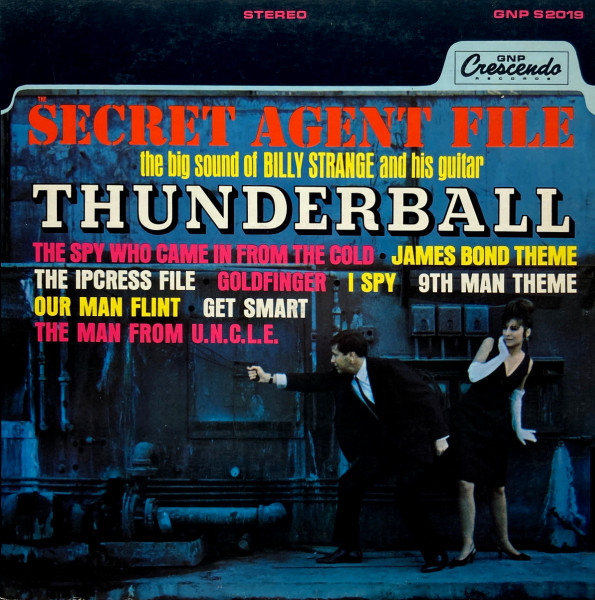 STEREO
GNP S2019
GNP
Crescendo
RECORDS
THE
SECRET AGENT FILE
the big sound of BILLY STRANGE and his guitar
THUNDERBALL
THE SPY WHO CAME IN FROM THE COLD · JAMES BOND THEME
THE IPCRESS FILE GOLDFINGER · I SPY 9TH MAN THEME
OUR MAN FLINT GET SMART
THE MAN FROM U.N.C.L.E.